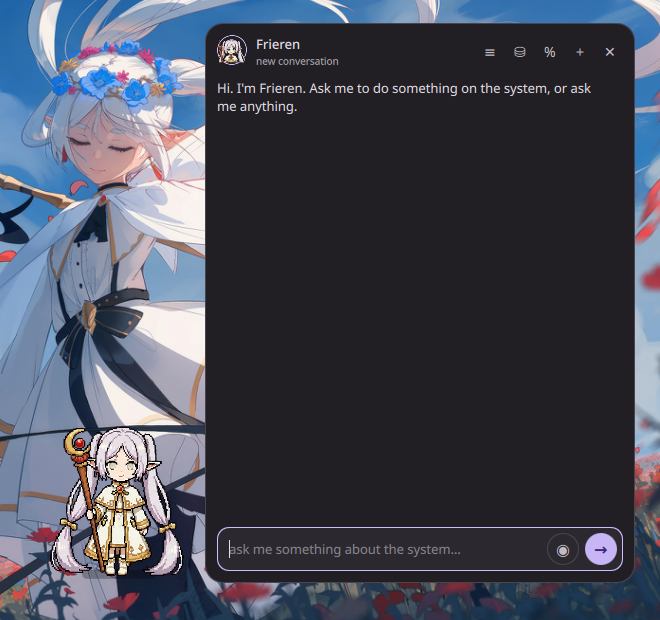 Frieren
new conversation
≡ % + ✕
Hi. I'm Frieren. Ask me to do something on the system, or ask
me anything.
ask me something about the system...